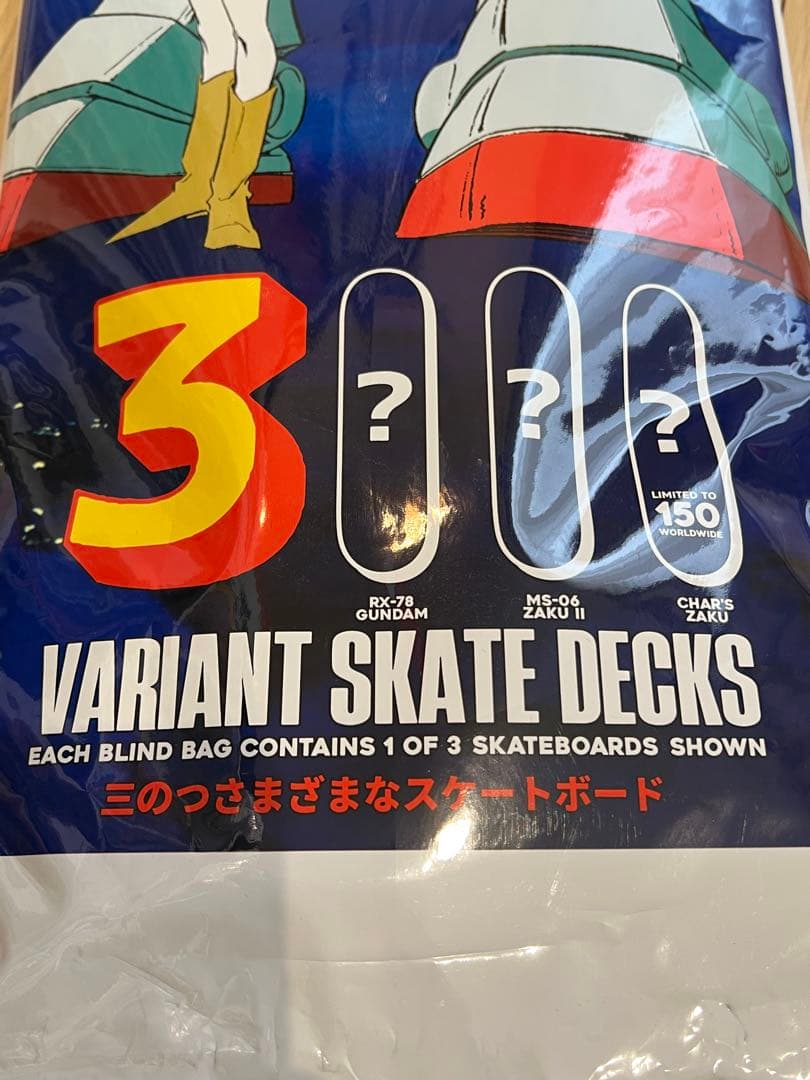 3
?
?
?
LIMITED TO
150
WORLDWIDE
RX-78
GUNDAM
MS-06
ZAKU II
CHAR'S
ZAKU
VARIANT SKATE DECKS
EACH BLIND BAG CONTAINS 1 OF 3 SKATEBOARDS SHOWN
三のつさまざまなスケートボード